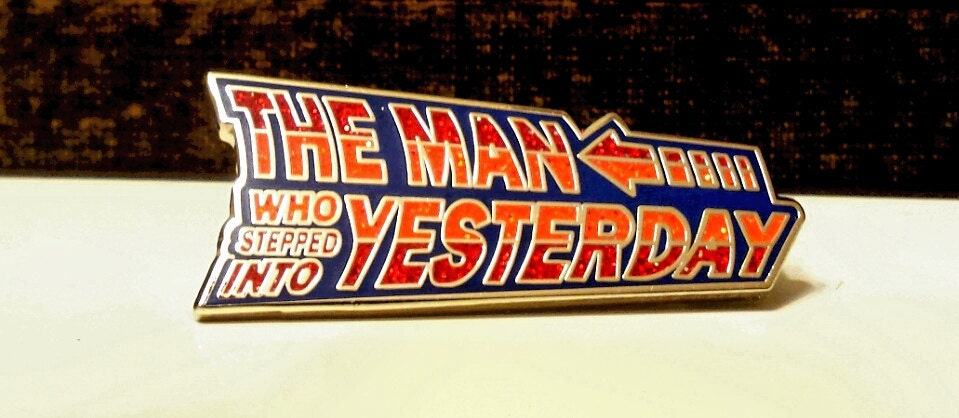 THE MAN
WHO
STEPPED
INTO
YESTERDAY